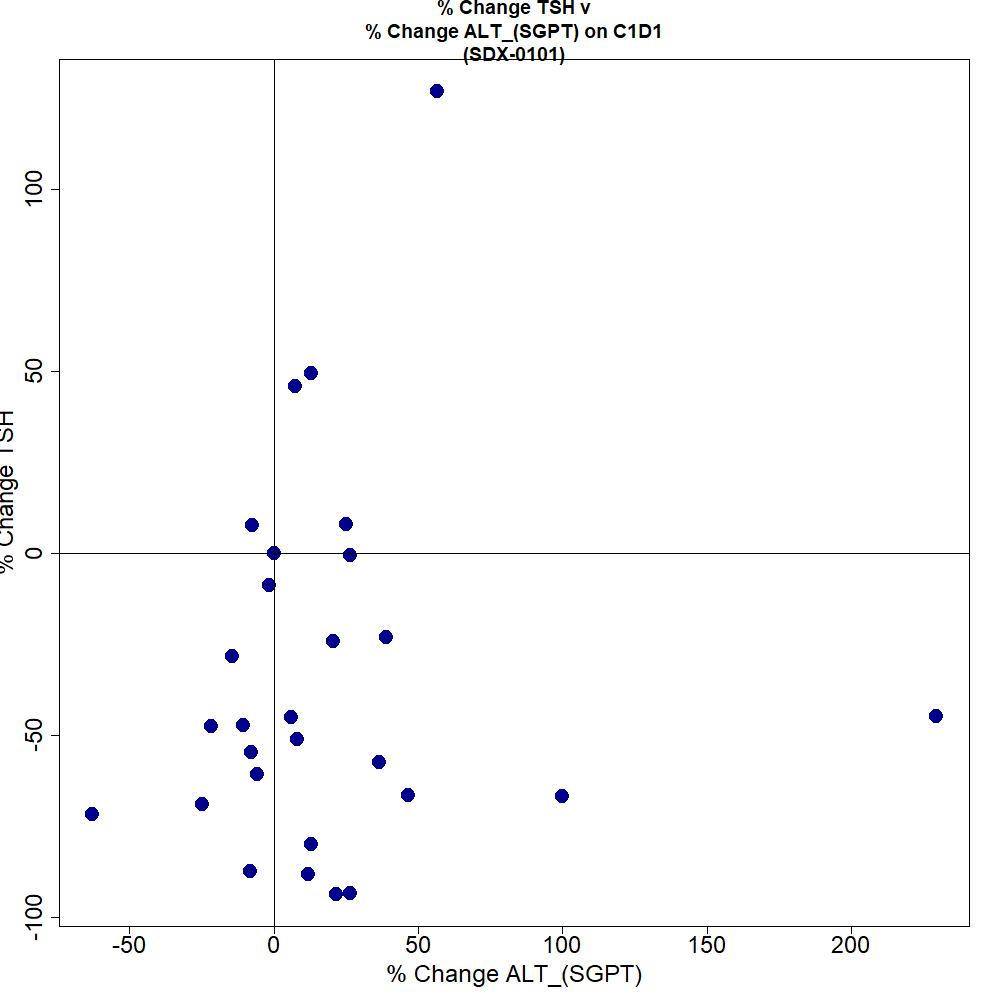 % Change TSH v
% Change ALT_(SGPT) on C1D1
(SDX-0101)
% Change TSH
100
50
0
-50
-100
-50
0
50
100
150
200
% Change ALT_(SGPT)